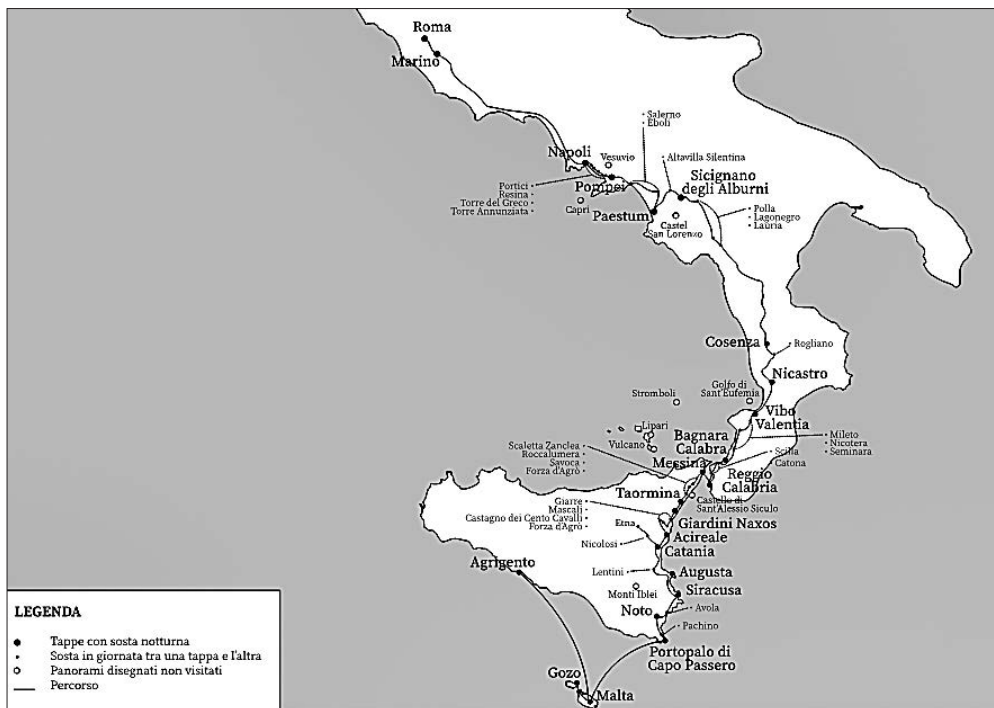 Roma
Marino
Salerno
Eboli
Napoli
Vesuvio
Altavilla Silentina
Portici
Resina
Torre del Greco
Torre Annunziata
Pompei
Sicignano
degli Alburni
Capri
Paestum
Castel
San Lorenzo
Polla
Lagonegro
Lauria
Cosenza
Rogliano
Nicastro
Stromboli
Golfo di
Sant'Eufemia
Vibo
Valentia
Lipari
Vulcano
Bagnara
Calabra
Mileto
Nicotera
Seminara
Scaletta Zanclea
Roccalumera
Savoca
Forza d'Agrò
Messina
Scilla
Catona
Reggio
Calabria
Taormina
Castello di
Sant'Alessio Siculo
Giarre
Mascali
Castagno dei Cento Cavalli
Forza d'Agrò
Etna
Giardini Naxos
Acireale
Nicolosi
Catania
Agrigento
Lentini
Augusta
Monti Iblei
Siracusa
Noto
Avola
Pachino
Portopalo di
Capo Passero
Gozo
Malta
LEGENDA
Tappe con sosta notturna
Sosta in giornata tra una tappa e l'altra
Panorami disegnati non visitati
Percorso